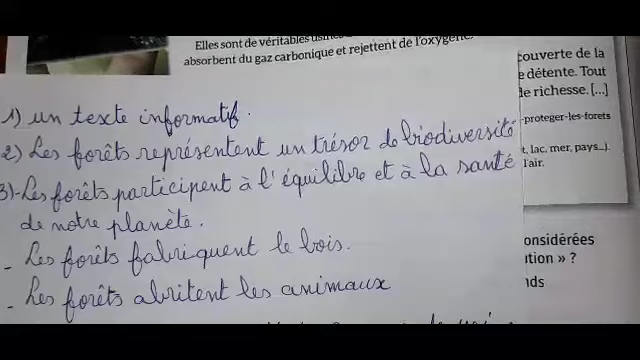 Elles sont de véritables usines
absorbent du gaz carbonique et rejettent de l'oxygène.
couverte de la
e détente. Tout
de richesse. [...]
-proteger-les-forets
t, lac, mer, pays...).
l'air.
onsidérées
ution » ?
nds
1) un texte informatif.
2) Les forêts représentent un trésor de biodiversité
3)-Les forêts participent à l'équilibre et à la santé
de notre planète.
- Les forêts fabriquent le bois.
- Les forêts abritent les animaux